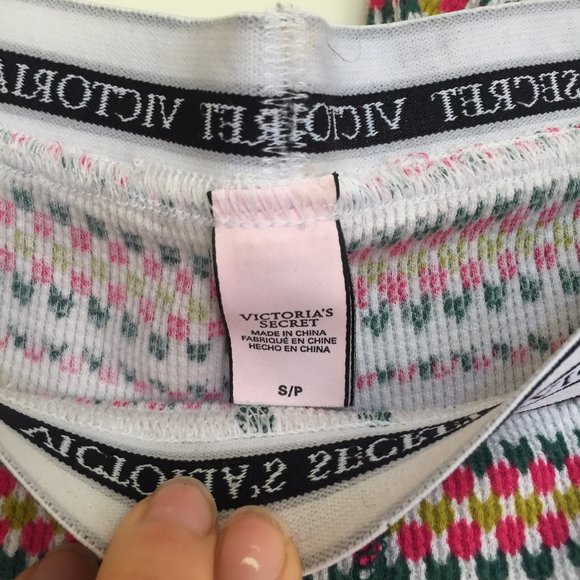 VICTORIA SECRET VICTORIA SECRET
VICTORIA'S
SECRET
MADE IN CHINA
FABRIQUÉ EN CHINE
HECHO EN CHINA
S/P
VICTORIA'S SECRET